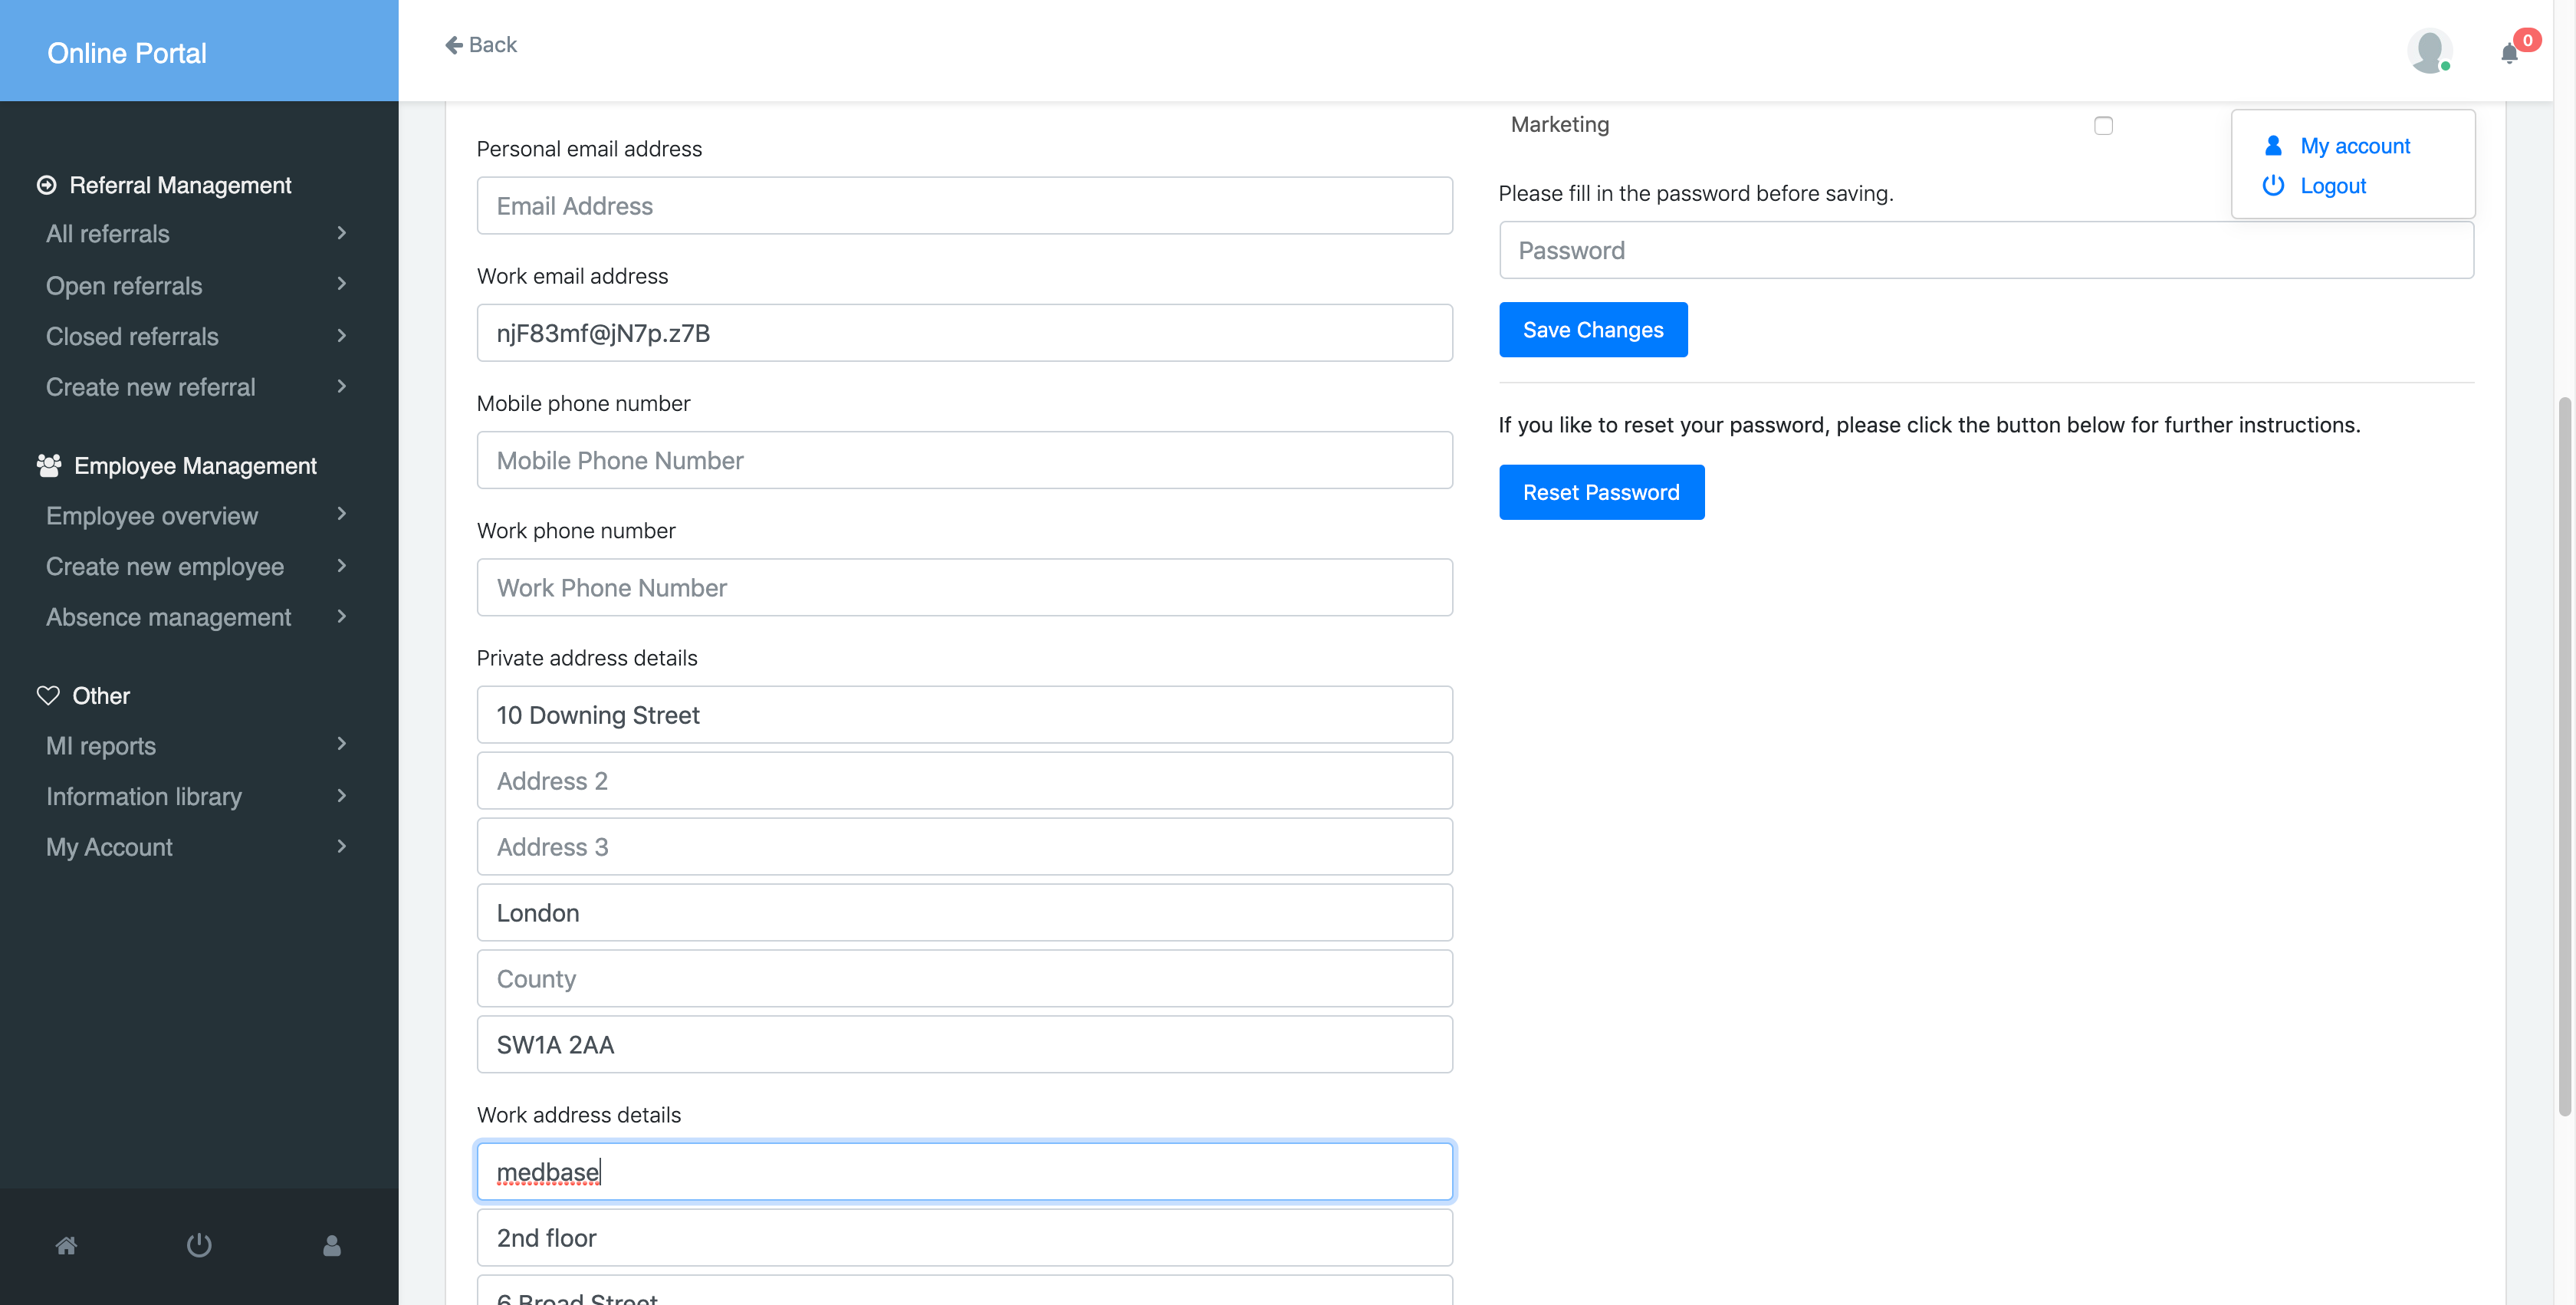 Online Portal
Back
0
Referral Management
All referrals
Open referrals
Closed referrals
Create new referral
Employee Management
Employee overview
Create new employee
Absence management
Other
MI reports
Information library
My Account
Personal email address
Email Address
Work email address
njF83mf@jN7p.z7B
Mobile phone number
Mobile Phone Number
Work phone number
Work Phone Number
Private address details
10 Downing Street
Address 2
Address 3
London
County
SW1A 2AA
Work address details
medbase
2nd floor
6 Broad Street
Marketing
My account
Logout
Please fill in the password before saving.
Password
Save Changes
If you like to reset your password, please click the button below for further instructions.
Reset Password